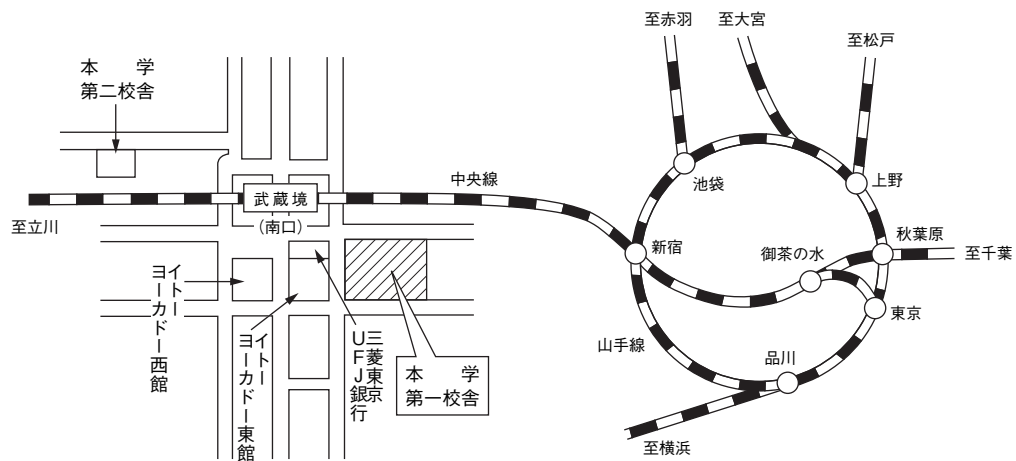 本学
第二校舎
至立川
武蔵境
(南口)
中央線
イトー
ヨーカドー西館
イトー
ヨーカドー東館
三菱東京
UFJ銀行
本学
第一校舎
至赤羽
至大宮
至松戸
池袋
上野
新宿
御茶の水
秋葉原
至千葉
東京
山手線
品川
至横浜